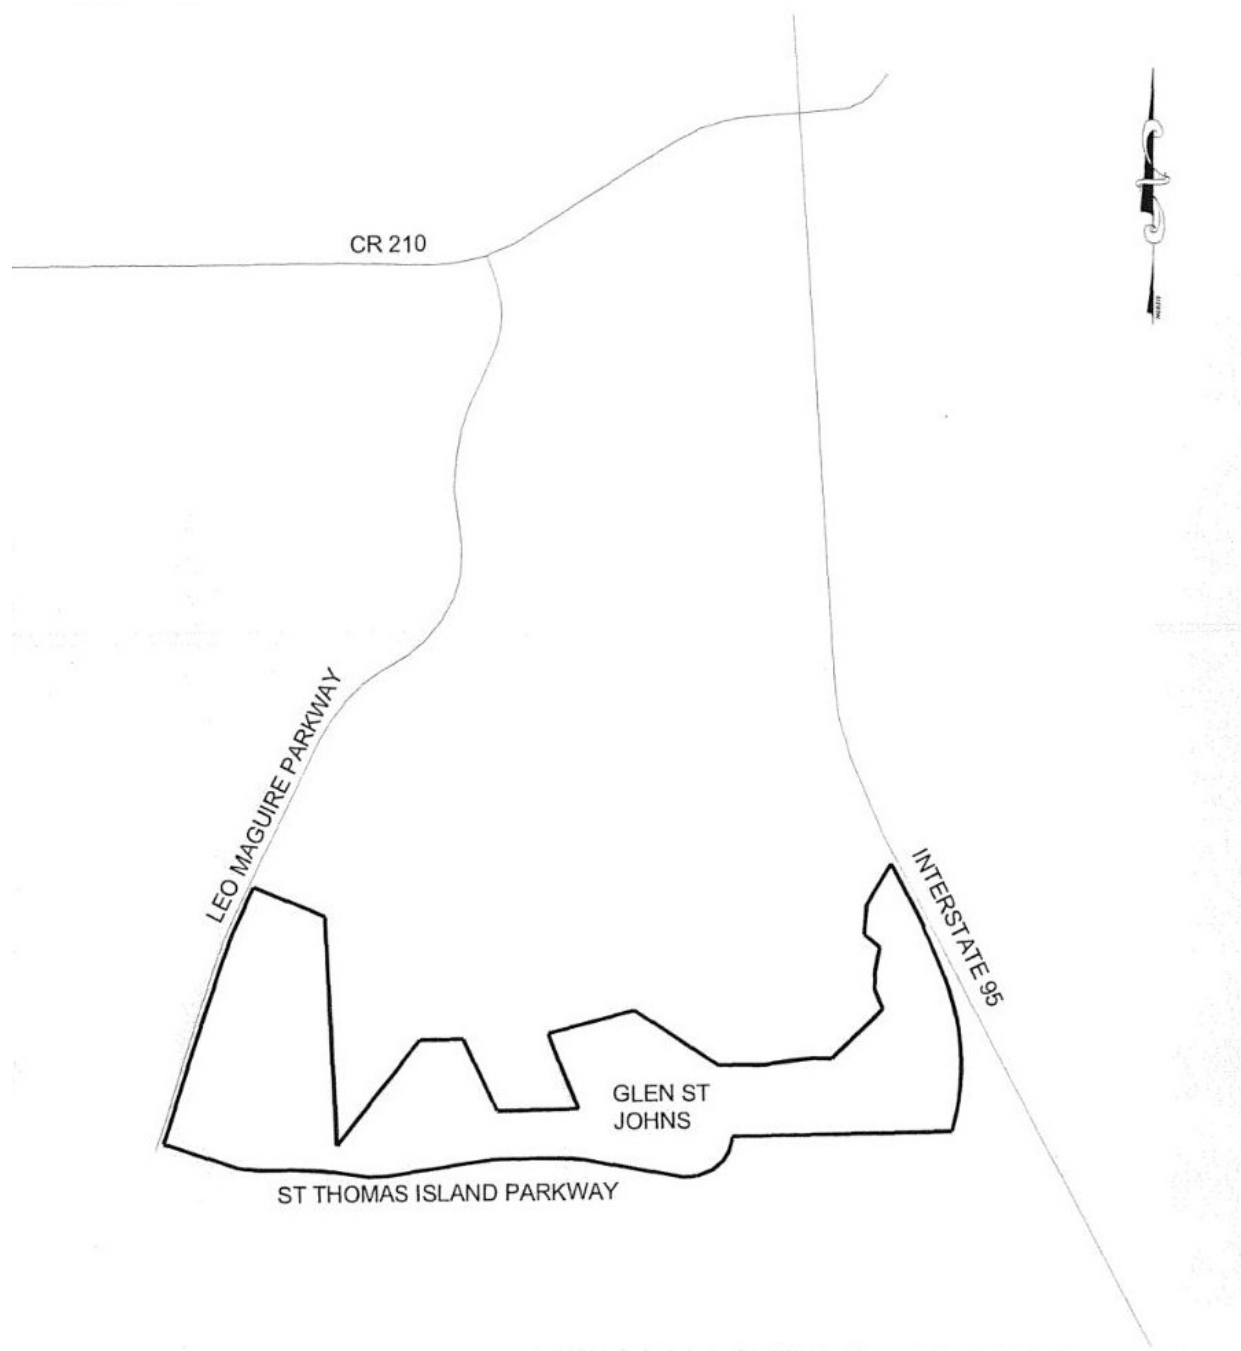 CR 210
LEO MAGUIRE PARKWAY
INTERSTATE 95
GLEN ST
JOHNS
ST THOMAS ISLAND PARKWAY